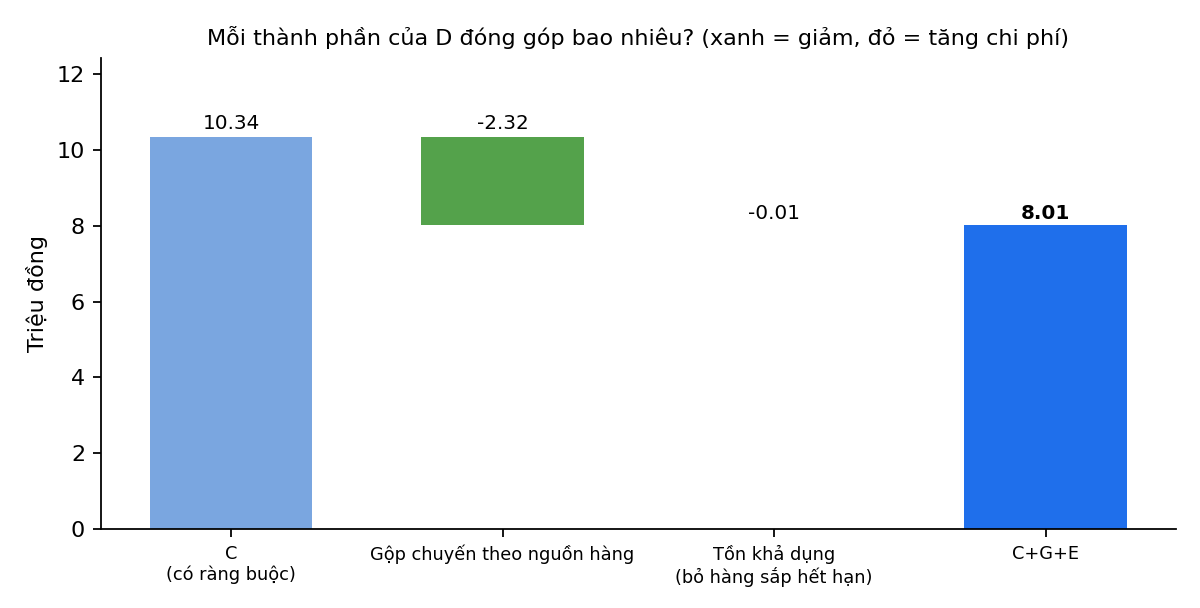 Mỗi thành phần của D đóng góp bao nhiêu? (xanh = giảm, đỏ = tăng chi phí)
Triệu đồng
12
10
8
6
4
2
0
10.34
-2.32
-0.01
8.01
C
(có ràng buộc)
Gộp chuyến theo nguồn hàng
Tồn khả dụng
(bỏ hàng sắp hết hạn)
C+G+E